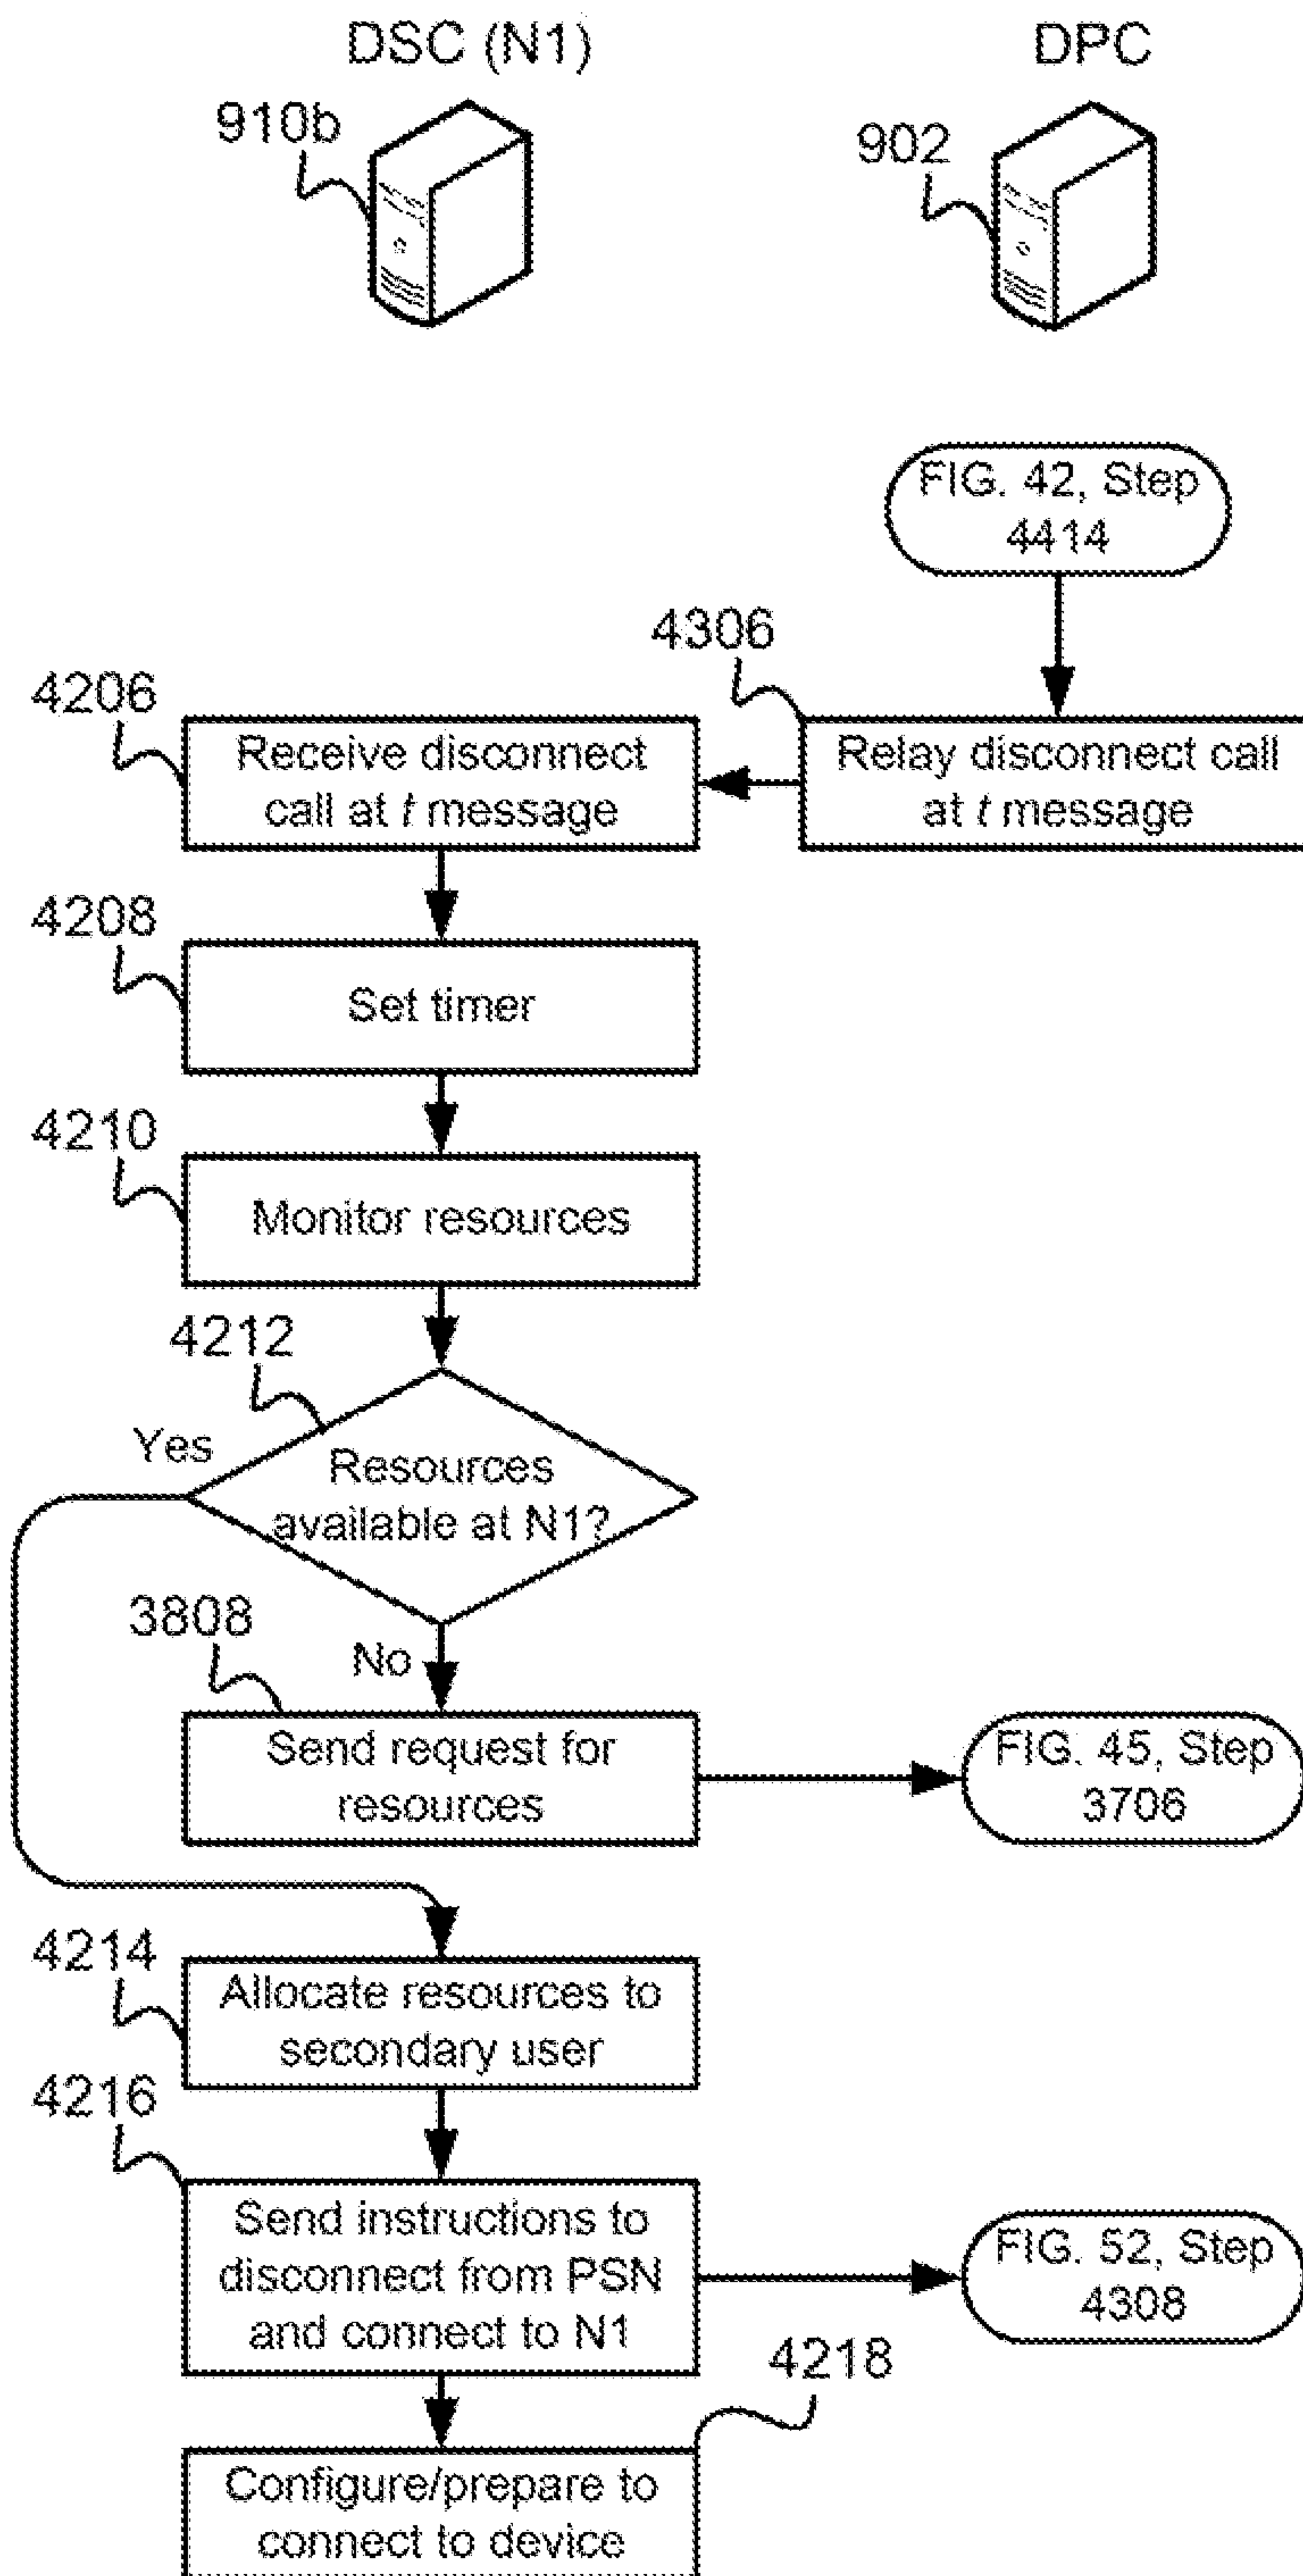 DSC (N1)
DPC
910b
902
FIG. 42, Step
4414
4306
4206
Receive disconnect
call at t message
Relay disconnect call
at t message
4208
Set timer
4210
Monitor resources
4212
Yes
Resources
available at N1?
3808
No
Send request for
resources
FIG. 45, Step
3706
4214
Allocate resources to
secondary user
4216
Send instructions to
disconnect from PSN
and connect to N1
FIG. 52, Step
4308
4218
Configure/prepare to
connect to device